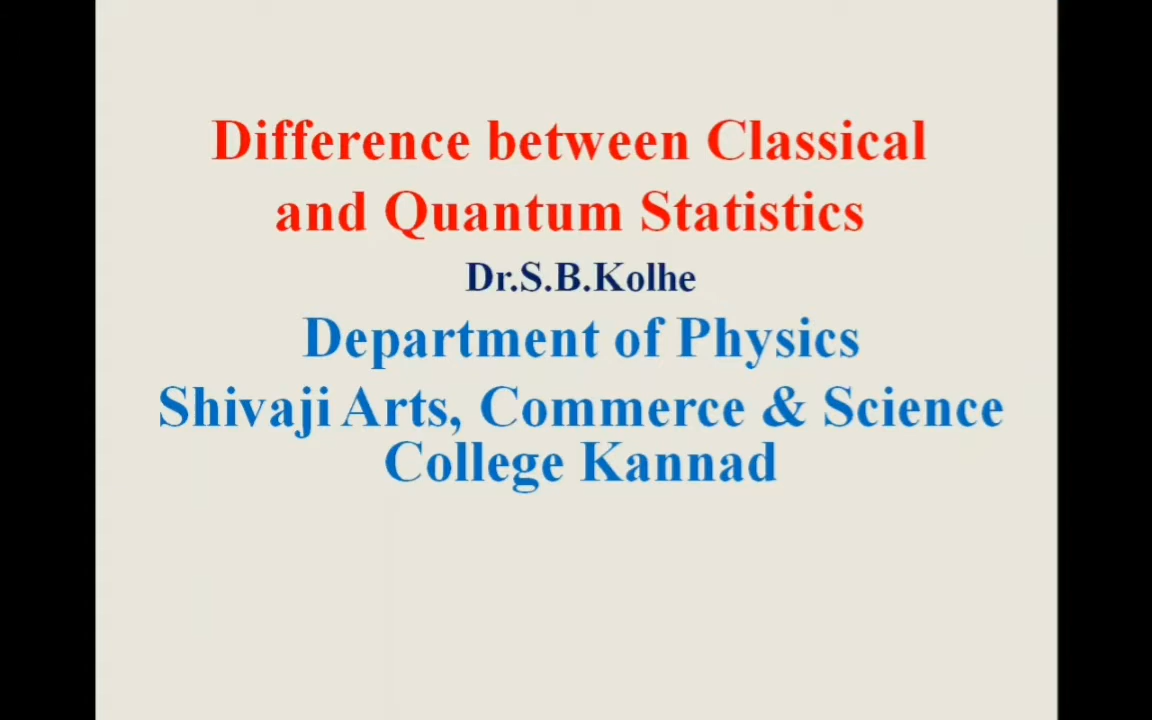 Difference between Classical
and Quantum Statistics
Dr.S.B.Kolhe
Department of Physics
Shivaji Arts, Commerce & Science
College Kannad